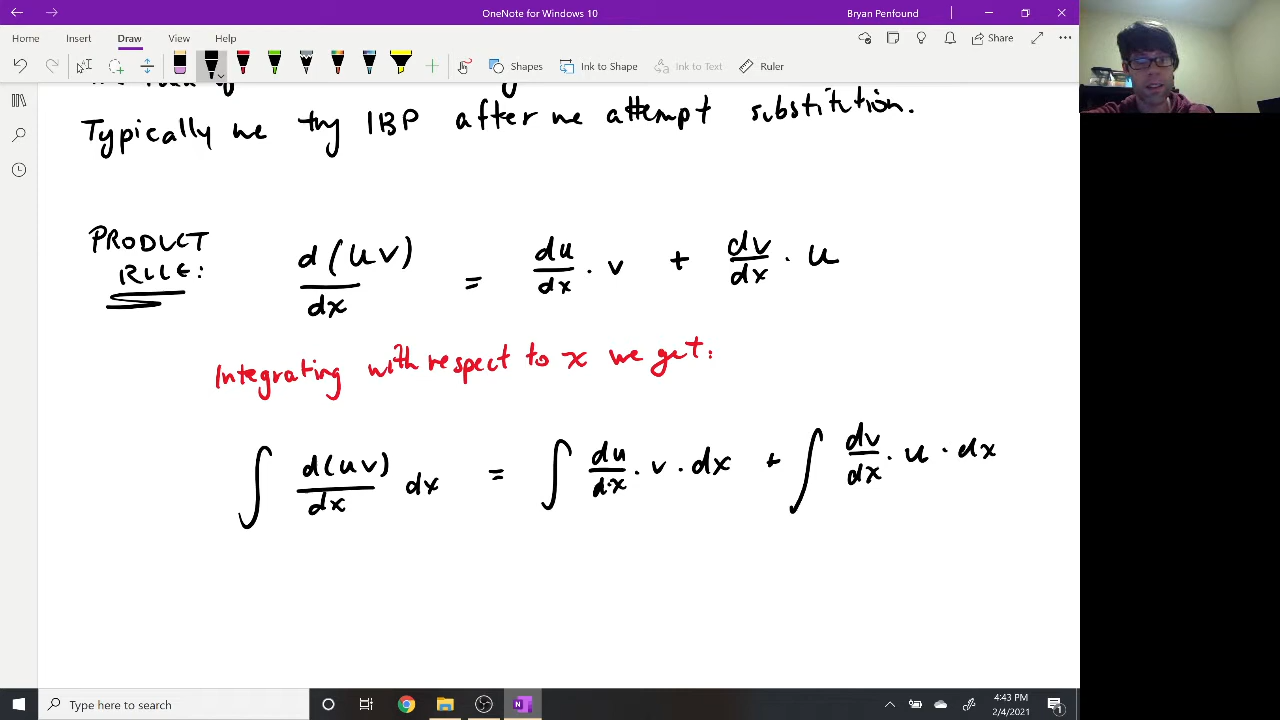 OneNote for Windows 10
Bryan Penfound
Home Insert Draw View Help
Share
Shapes Ink to Shape Ink to Text Ruler
Typically we try IBP after we attempt substitution.
PRODUCT
RULE:
d(uv)/dx = du/dx · v + dv/dx · u
Integrating with respect to x we get:
∫ d(uv)/dx dx = ∫ du/dx · v · dx + ∫ dv/dx · u · dx
Type here to search
4:43 PM
2/4/2021